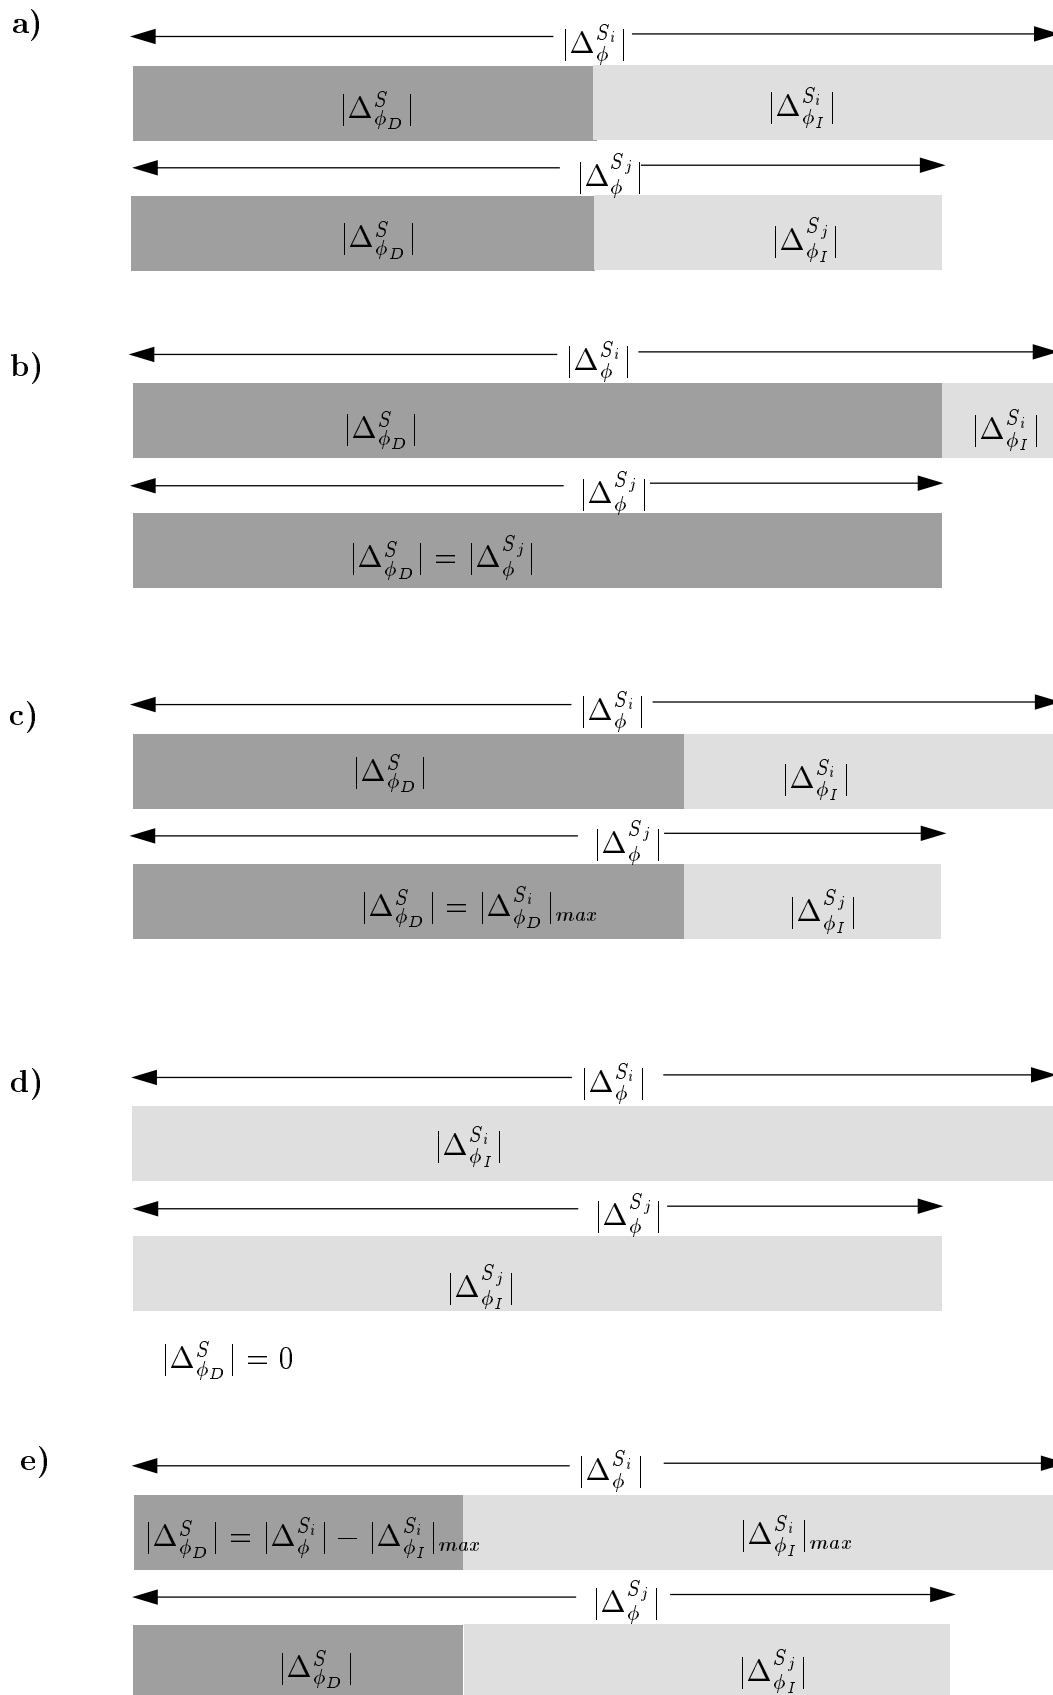 a)
|Δ_ϕ^{S_i}|
|Δ_{ϕ_D}^S| |Δ_{ϕ_I}^{S_i}|
|Δ_ϕ^{S_j}|
|Δ_{ϕ_D}^S| |Δ_{ϕ_I}^{S_j}|
b)
|Δ_ϕ^{S_i}|
|Δ_{ϕ_D}^S| |Δ_{ϕ_I}^{S_i}|
|Δ_ϕ^{S_j}|
|Δ_{ϕ_D}^S| = |Δ_ϕ^{S_j}|
c)
|Δ_ϕ^{S_i}|
|Δ_{ϕ_D}^S| |Δ_{ϕ_I}^{S_i}|
|Δ_ϕ^{S_j}|
|Δ_{ϕ_D}^S| = |Δ_{ϕ_D}^{S_i}|_{max} |Δ_{ϕ_I}^{S_j}|
d)
|Δ_ϕ^{S_i}|
|Δ_{ϕ_I}^{S_i}|
|Δ_ϕ^{S_j}|
|Δ_{ϕ_I}^{S_j}|
|Δ_{ϕ_D}^S| = 0
e)
|Δ_ϕ^{S_i}|
|Δ_{ϕ_D}^S| = |Δ_ϕ^{S_i}| − |Δ_{ϕ_I}^{S_i}|_{max} |Δ_{ϕ_I}^{S_i}|_{max}
|Δ_ϕ^{S_j}|
|Δ_{ϕ_D}^S| |Δ_{ϕ_I}^{S_j}|